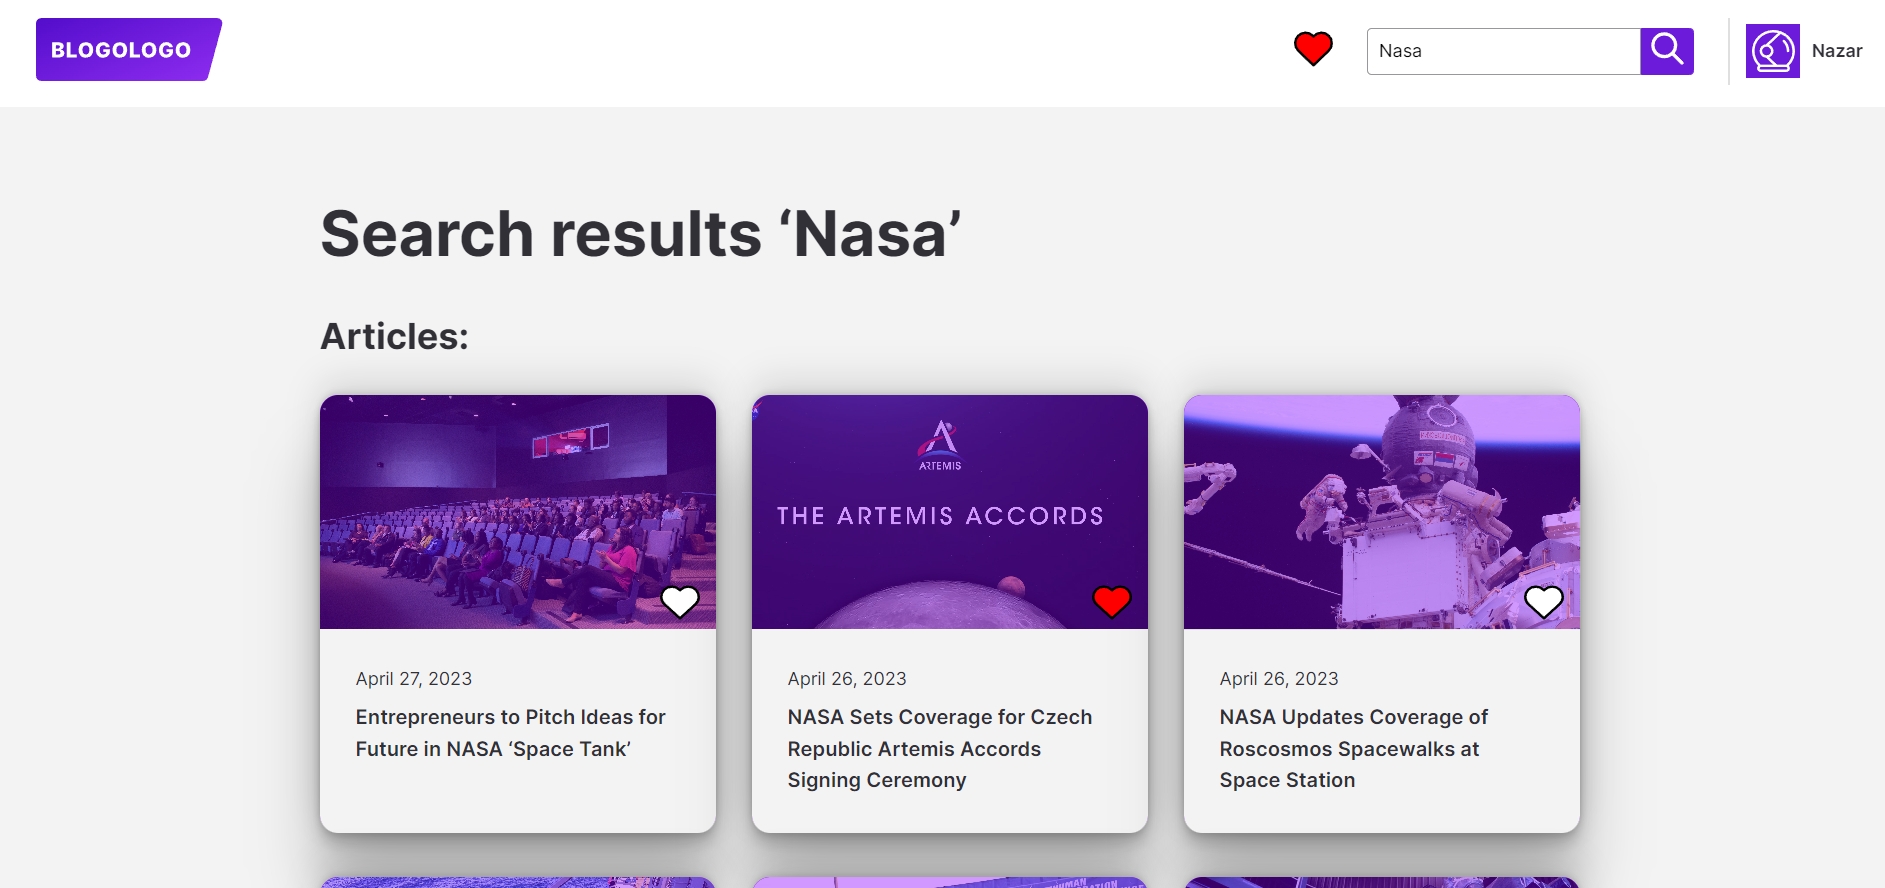 BLOGOLOGO
Nasa
Nazar
Search results ‘Nasa’
Articles:
ARTEMIS
THE ARTEMIS ACCORDS
April 27, 2023
Entrepreneurs to Pitch Ideas for
Future in NASA ‘Space Tank’
April 26, 2023
NASA Sets Coverage for Czech
Republic Artemis Accords
Signing Ceremony
April 26, 2023
NASA Updates Coverage of
Roscosmos Spacewalks at
Space Station
HUMAN